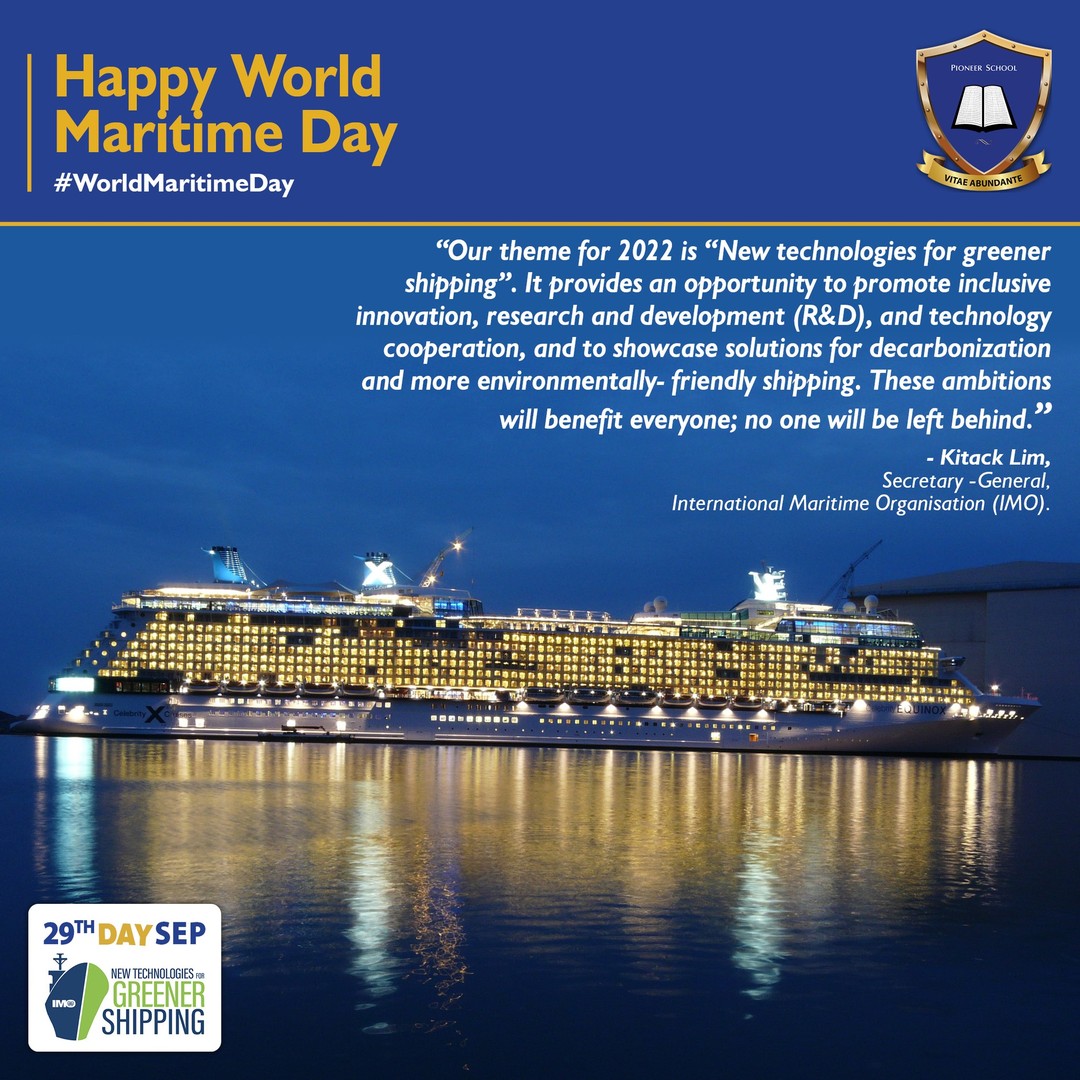 Happy World
Maritime Day
#WorldMaritimeDay
PIONEER SCHOOL
VITAE ABUNDANTE
“Our theme for 2022 is “New technologies for greener
shipping”. It provides an opportunity to promote inclusive
innovation, research and development (R&D), and technology
cooperation, and to showcase solutions for decarbonization
and more environmentally- friendly shipping. These ambitions
will benefit everyone; no one will be left behind.”
- Kitack Lim,
Secretary -General,
International Maritime Organisation (IMO).
X
Celebrity X
EQUINOX
29TH DAY SEP
IMO
NEW TECHNOLOGIES FOR
GREENER
SHIPPING